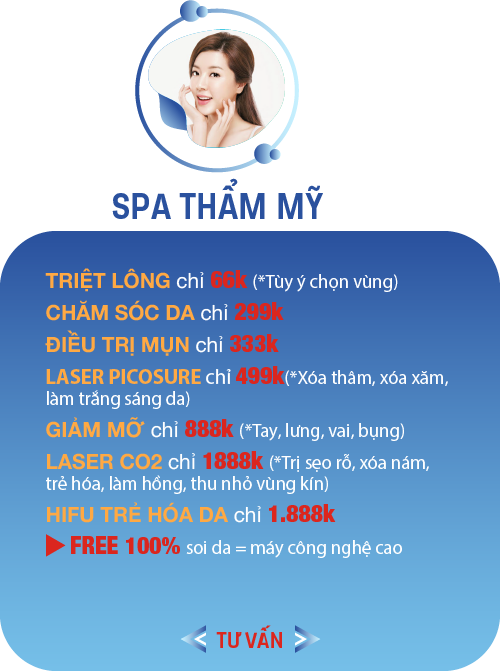 SPA THẨM MỸ
TRIỆT LÔNG chỉ 66k (*Tùy ý chọn vùng)
CHĂM SÓC DA chỉ 299k
ĐIỀU TRỊ MỤN chỉ 333k
LASER PICOSURE chỉ 499k(*Xóa thâm, xóa xăm,
làm trắng sáng da)
GIẢM MỠ chỉ 888k (*Tay, lưng, vai, bụng)
LASER CO2 chỉ 1888k (*Trị sẹo rỗ, xóa nám,
trẻ hóa, làm hồng, thu nhỏ vùng kín)
HIFU TRẺ HÓA DA chỉ 1.888k
▶ FREE 100% soi da = máy công nghệ cao
TƯ VẤN